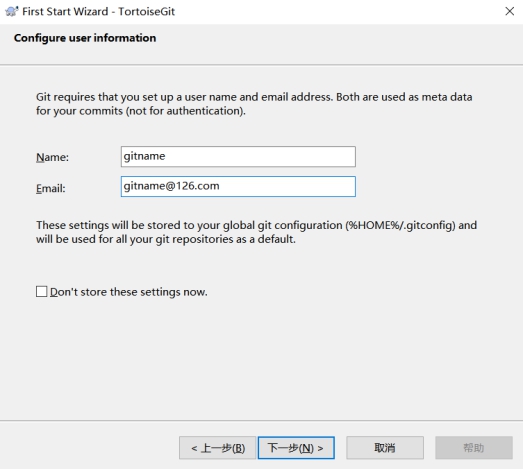 First Start Wizard - TortoiseGit
Configure user information
Git requires that you set up a user name and email address. Both are used as meta data
for your commits (not for authentication).
Name: gitname
Email: gitname@126.com
These settings will be stored to your global git configuration (%HOME%/.gitconfig) and
will be used for all your git repositories as a default.
Don't store these settings now.
< 上一步(B) 下一步(N) > 取消 帮助